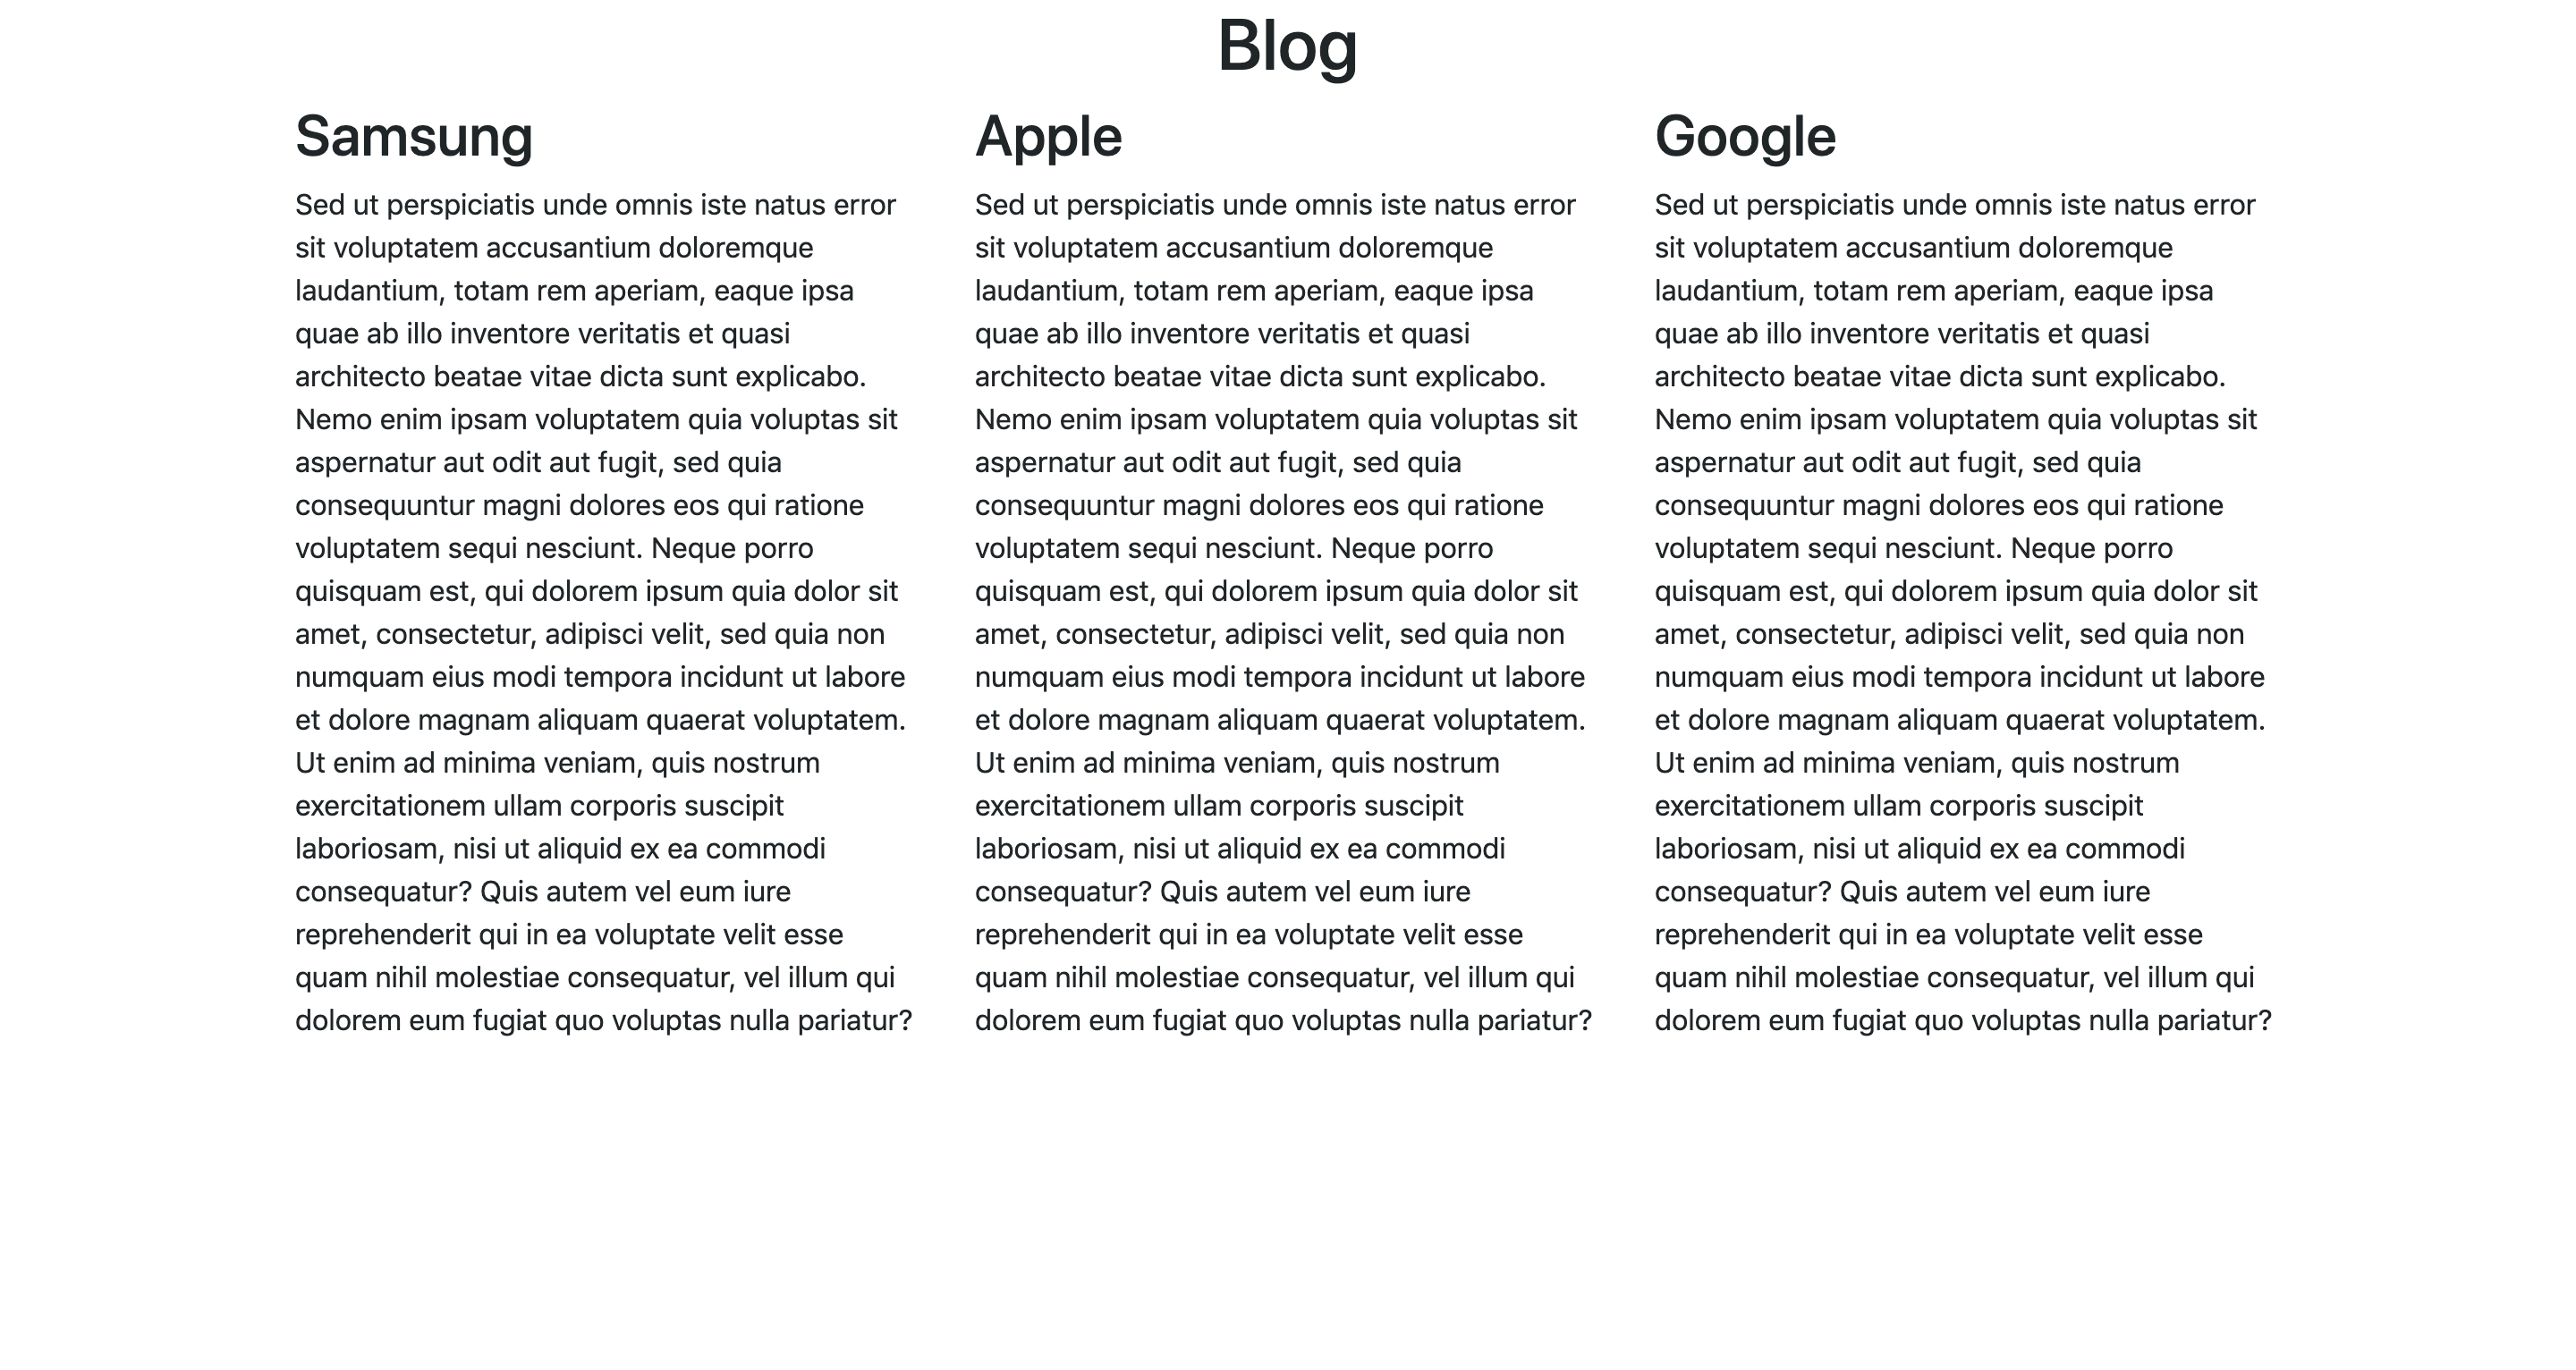 Blog
Samsung
Sed ut perspiciatis unde omnis iste natus error
sit voluptatem accusantium doloremque
laudantium, totam rem aperiam, eaque ipsa
quae ab illo inventore veritatis et quasi
architecto beatae vitae dicta sunt explicabo.
Nemo enim ipsam voluptatem quia voluptas sit
aspernatur aut odit aut fugit, sed quia
consequuntur magni dolores eos qui ratione
voluptatem sequi nesciunt. Neque porro
quisquam est, qui dolorem ipsum quia dolor sit
amet, consectetur, adipisci velit, sed quia non
numquam eius modi tempora incidunt ut labore
et dolore magnam aliquam quaerat voluptatem.
Ut enim ad minima veniam, quis nostrum
exercitationem ullam corporis suscipit
laboriosam, nisi ut aliquid ex ea commodi
consequatur? Quis autem vel eum iure
reprehenderit qui in ea voluptate velit esse
quam nihil molestiae consequatur, vel illum qui
dolorem eum fugiat quo voluptas nulla pariatur?
Apple
Sed ut perspiciatis unde omnis iste natus error
sit voluptatem accusantium doloremque
laudantium, totam rem aperiam, eaque ipsa
quae ab illo inventore veritatis et quasi
architecto beatae vitae dicta sunt explicabo.
Nemo enim ipsam voluptatem quia voluptas sit
aspernatur aut odit aut fugit, sed quia
consequuntur magni dolores eos qui ratione
voluptatem sequi nesciunt. Neque porro
quisquam est, qui dolorem ipsum quia dolor sit
amet, consectetur, adipisci velit, sed quia non
numquam eius modi tempora incidunt ut labore
et dolore magnam aliquam quaerat voluptatem.
Ut enim ad minima veniam, quis nostrum
exercitationem ullam corporis suscipit
laboriosam, nisi ut aliquid ex ea commodi
consequatur? Quis autem vel eum iure
reprehenderit qui in ea voluptate velit esse
quam nihil molestiae consequatur, vel illum qui
dolorem eum fugiat quo voluptas nulla pariatur?
Google
Sed ut perspiciatis unde omnis iste natus error
sit voluptatem accusantium doloremque
laudantium, totam rem aperiam, eaque ipsa
quae ab illo inventore veritatis et quasi
architecto beatae vitae dicta sunt explicabo.
Nemo enim ipsam voluptatem quia voluptas sit
aspernatur aut odit aut fugit, sed quia
consequuntur magni dolores eos qui ratione
voluptatem sequi nesciunt. Neque porro
quisquam est, qui dolorem ipsum quia dolor sit
amet, consectetur, adipisci velit, sed quia non
numquam eius modi tempora incidunt ut labore
et dolore magnam aliquam quaerat voluptatem.
Ut enim ad minima veniam, quis nostrum
exercitationem ullam corporis suscipit
laboriosam, nisi ut aliquid ex ea commodi
consequatur? Quis autem vel eum iure
reprehenderit qui in ea voluptate velit esse
quam nihil molestiae consequatur, vel illum qui
dolorem eum fugiat quo voluptas nulla pariatur?